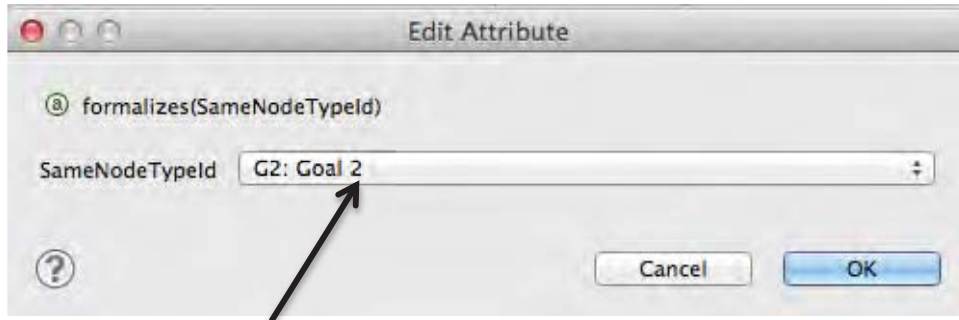 Edit Attribute
ⓐ formalizes(SameNodeTypeId)
SameNodeTypeId G2: Goal 2
? Cancel OK